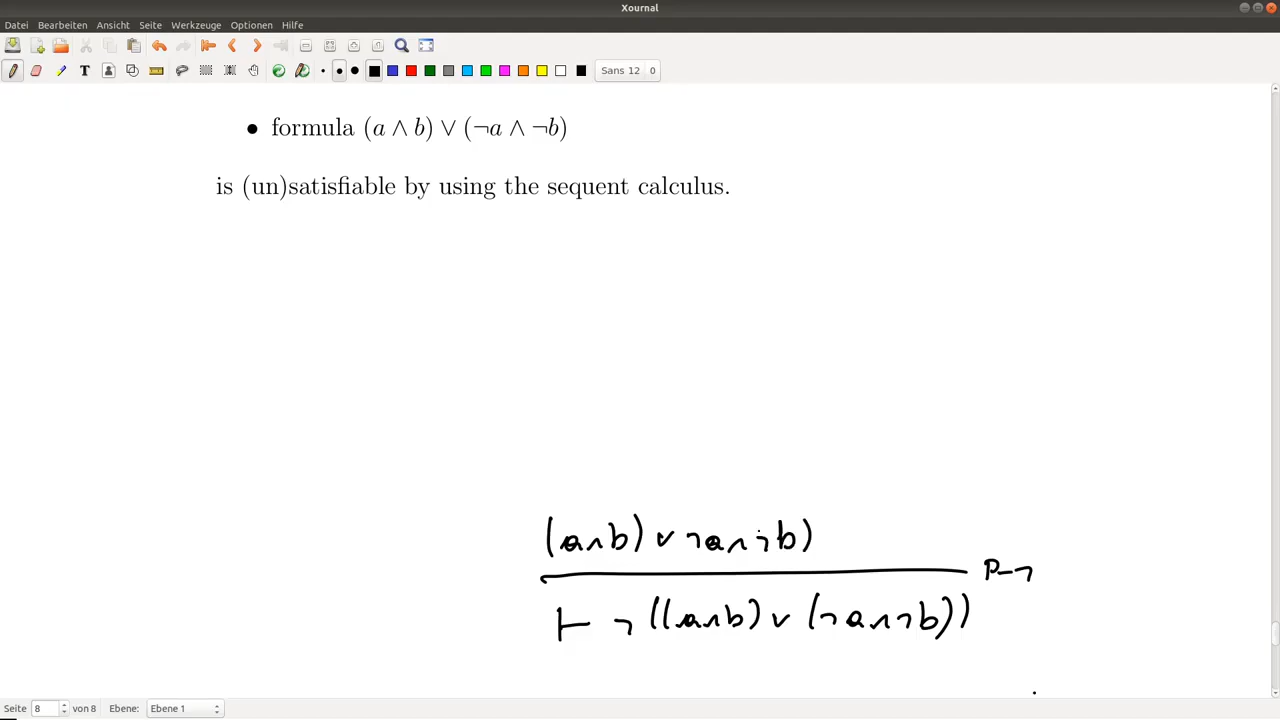 Xournal
Datei Bearbeiten Ansicht Seite Werkzeuge Optionen Hilfe
Sans 12 0
• formula (a ∧ b) ∨ (¬a ∧ ¬b)
is (un)satisfiable by using the sequent calculus.
(a∧b) ∨ ¬a∧¬b)
P-¬
⊢ ¬((a∧b) ∨ (¬a∧¬b))
Seite 8 von 8 Ebene: Ebene 1